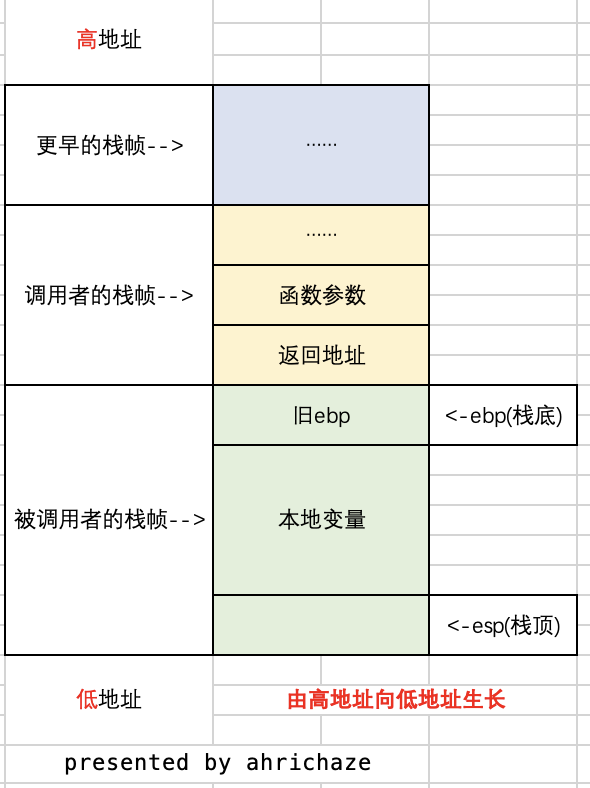 高地址
更早的栈帧-->
······
······
调用者的栈帧-->
函数参数
返回地址
旧ebp
<-ebp(栈底)
被调用者的栈帧-->
本地变量
<-esp(栈顶)
低地址
由高地址向低地址生长
presented by ahrichaze